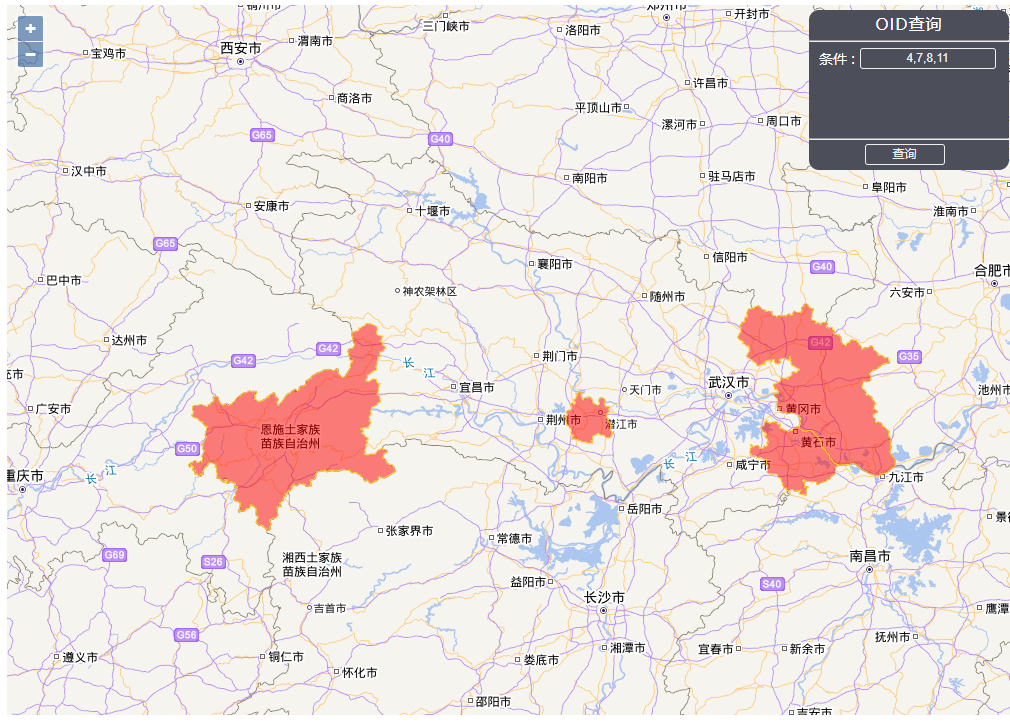 铜川市
郑州市
开封市
三门峡市
洛阳市
OID查询
西安市
渭南市
宝鸡市
条件：
4,7,8,11
许昌市
商洛市
平顶山市
漯河市
周口市
G65
G40
查询
汉中市
南阳市
驻马店市
阜阳市
安康市
十堰市
淮南市
G65
信阳市
襄阳市
G40
合肥市
巴中市
神农架林区
随州市
六安市
达州市
G42
G42
G42
G35
荆门市
长
江
武汉市
宜昌市
天门市
池州市
广安市
黄冈市
荆州市
潜江市
恩施土家族
苗族自治州
黄石市
G50
长
江
咸宁市
重庆市
长
江
九江市
岳阳市
张家界市
常德市
G69
S26
湘西土家族
苗族自治州
南昌市
益阳市
S40
长沙市
吉首市
鹰潭
G56
抚州市
遵义市
铜仁市
湘潭市
宜春市
新余市
娄底市
怀化市
邵阳市
吉安市